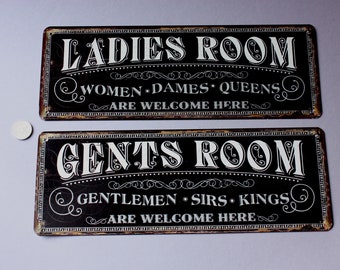 LADIES ROOM
WOMEN • DAMES • QUEENS
ARE WELCOME HERE
GENTS ROOM
GENTLEMEN • SIRS • KINGS
ARE WELCOME HERE